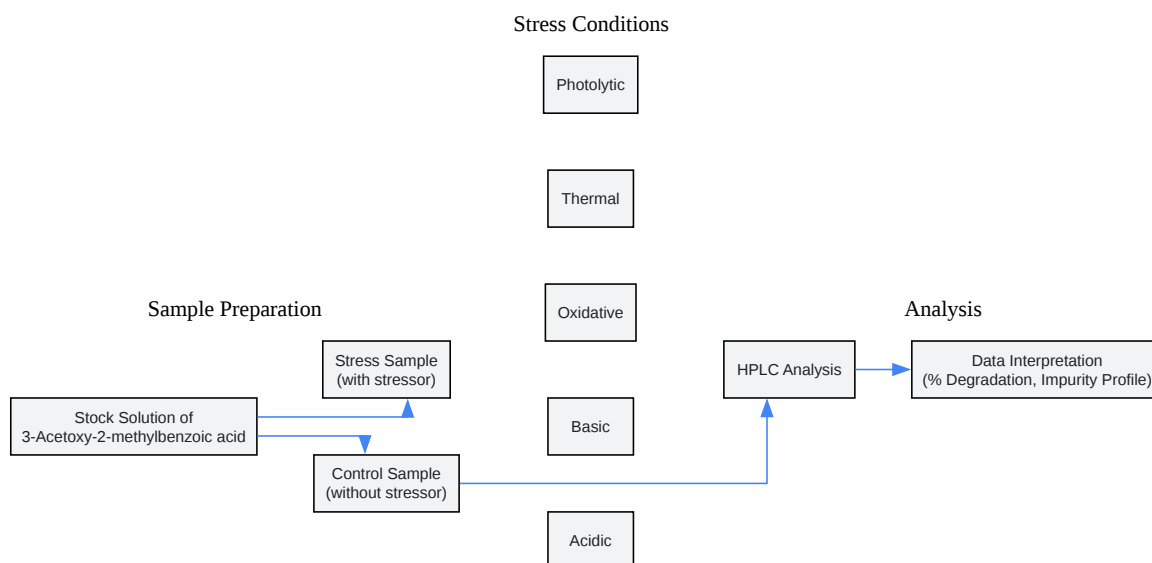 Stress Conditions
Photolytic
Thermal
Oxidative
Basic
Acidic
Sample Preparation
Stress Sample
(with stressor)
Stock Solution of
3-Acetoxy-2-methylbenzoic acid
Control Sample
(without stressor)
Analysis
HPLC Analysis
Data Interpretation
(% Degradation, Impurity Profile)